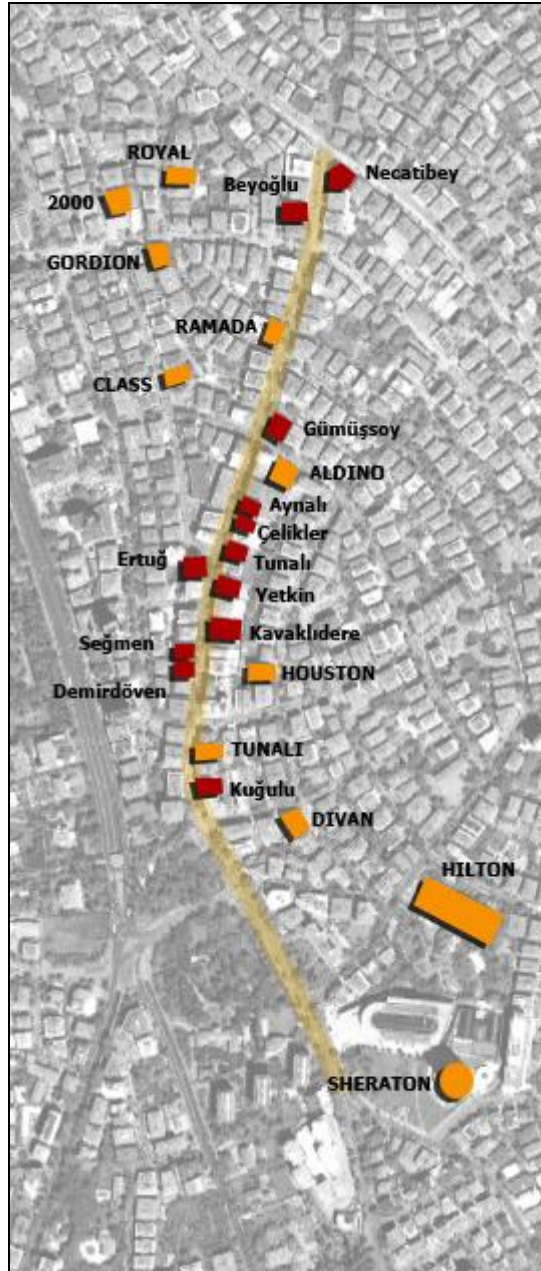 ROYAL
Necatibey
Beyoğlu
2000
GORDION
RAMADA
CLASS
Gümüşsoy
ALDINO
Aynalı
Çelikler
Ertuğ
Tunalı
Yetkin
Kavaklıdere
Seğmen
HOUSTON
Demirdöven
TUNALI
Kuğulu
DIVAN
HILTON
SHERATON